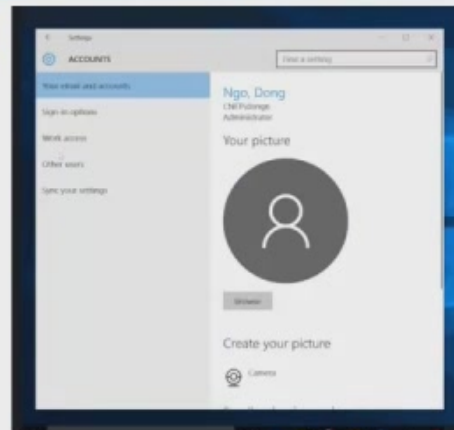 Settings
ACCOUNTS
Find a setting
Your email and accounts
Sign-in options
Work access
Other users
Sync your settings
Ngo, Dong
Administrator
Your picture
Browse
Create your picture
Camera